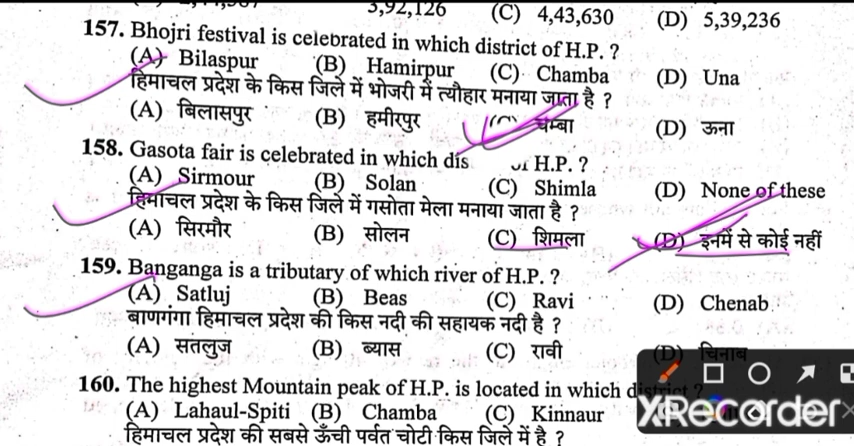 3,92,126 (C) 4,43,630 (D) 5,39,236
157. Bhojri festival is celebrated in which district of H.P. ?
(A) Bilaspur (B) Hamirpur (C) Chamba (D) Una
हिमाचल प्रदेश के किस जिले में भोजरी में त्यौहार मनाया जाता है ?
(A) बिलासपुर (B) हमीरपुर चम्बा (D) ऊना
158. Gasota fair is celebrated in which dis of H.P. ?
(A) Sirmour (B) Solan (C) Shimla (D) None of these
हिमाचल प्रदेश के किस जिले में गसोता मेला मनाया जाता है ?
(A) सिरमौर (B) सोलन (C) शिमला (D) इनमें से कोई नहीं
159. Banganga is a tributary of which river of H.P. ?
(A) Satluj (B) Beas (C) Ravi (D) Chenab
बाणगंगा हिमाचल प्रदेश की किस नदी की सहायक नदी है ?
(A) सतलुज (B) ब्यास (C) रावी (D) चिनाब
160. The highest Mountain peak of H.P. is located in which district ?
(A) Lahaul-Spiti (B) Chamba (C) Kinnaur
XRecorder
हिमाचल प्रदेश की सबसे ऊँची पर्वत चोटी किस जिले में है ?